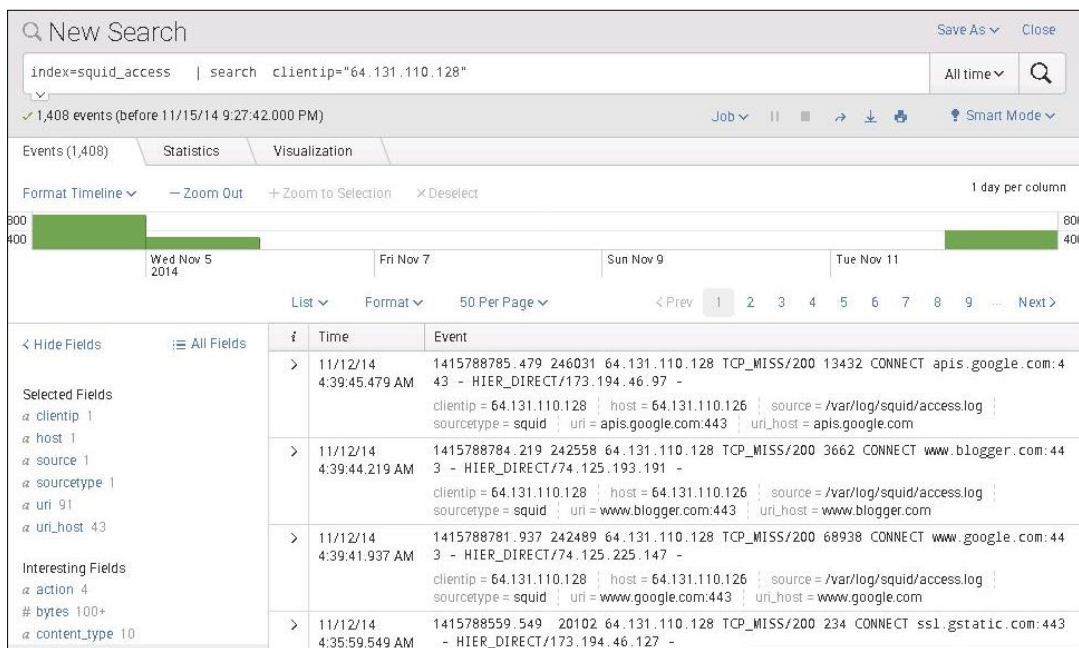 New Search
Save As Close
index=squid_access | search clientip="64.131.110.128"
All time
✓ 1,408 events (before 11/15/14 9:27:42.000 PM)
Job Smart Mode
Events (1,408) Statistics Visualization
Format Timeline — Zoom Out + Zoom to Selection × Deselect
1 day per column
800 800
400 400
Wed Nov 5 Fri Nov 7 Sun Nov 9 Tue Nov 11
2014
List Format 50 Per Page < Prev 1 2 3 4 5 6 7 8 9 ... Next >
< Hide Fields All Fields
Selected Fields
a clientip 1
a host 1
a source 1
a sourcetype 1
a uri 91
a uri_host 43
Interesting Fields
a action 4
# bytes 100+
a content_type 10
i Time Event
> 11/12/14 1415788785.479 246031 64.131.110.128 TCP_MISS/200 13432 CONNECT apis.google.com:4
4:39:45.479 AM 43 - HIER_DIRECT/173.194.46.97 -
clientip = 64.131.110.128 host = 64.131.110.126 source = /var/log/squid/access.log
sourcetype = squid uri = apis.google.com:443 uri_host = apis.google.com
> 11/12/14 1415788784.219 242558 64.131.110.128 TCP_MISS/200 3662 CONNECT www.blogger.com:44
4:39:44.219 AM 3 - HIER_DIRECT/74.125.193.191 -
clientip = 64.131.110.128 host = 64.131.110.126 source = /var/log/squid/access.log
sourcetype = squid uri = www.blogger.com:443 uri_host = www.blogger.com
> 11/12/14 1415788781.937 242489 64.131.110.128 TCP_MISS/200 68938 CONNECT www.google.com:44
4:39:41.937 AM 3 - HIER_DIRECT/74.125.225.147 -
clientip = 64.131.110.128 host = 64.131.110.126 source = /var/log/squid/access.log
sourcetype = squid uri = www.google.com:443 uri_host = www.google.com
> 11/12/14 1415788559.549 20102 64.131.110.128 TCP_MISS/200 234 CONNECT ssl.gstatic.com:443
4:35:59.549 AM - HIER_DIRECT/173.194.46.127 -